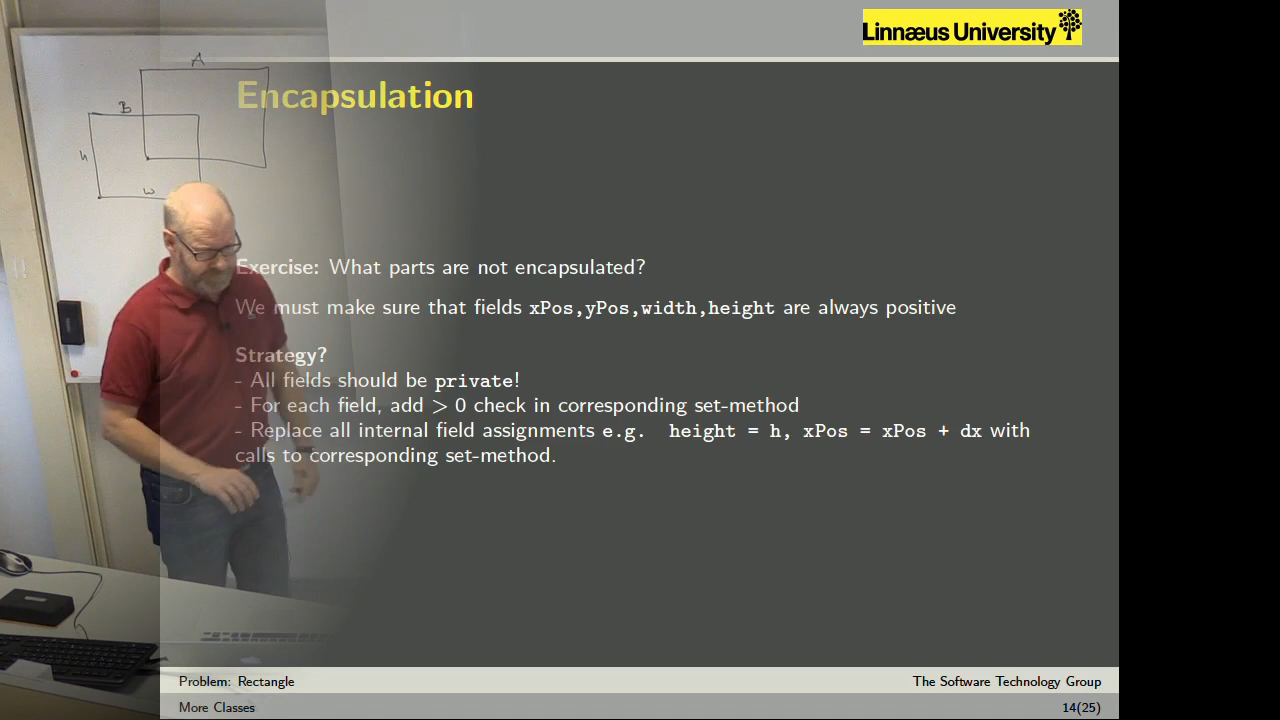 Linnæus University
A
B
h
w
Encapsulation
Exercise: What parts are not encapsulated?
We must make sure that fields xPos,yPos,width,height are always positive
Strategy?
- All fields should be private!
- For each field, add > 0 check in corresponding set-method
- Replace all internal field assignments e.g. height = h, xPos = xPos + dx with
calls to corresponding set-method.
Problem: Rectangle
The Software Technology Group
More Classes
14(25)